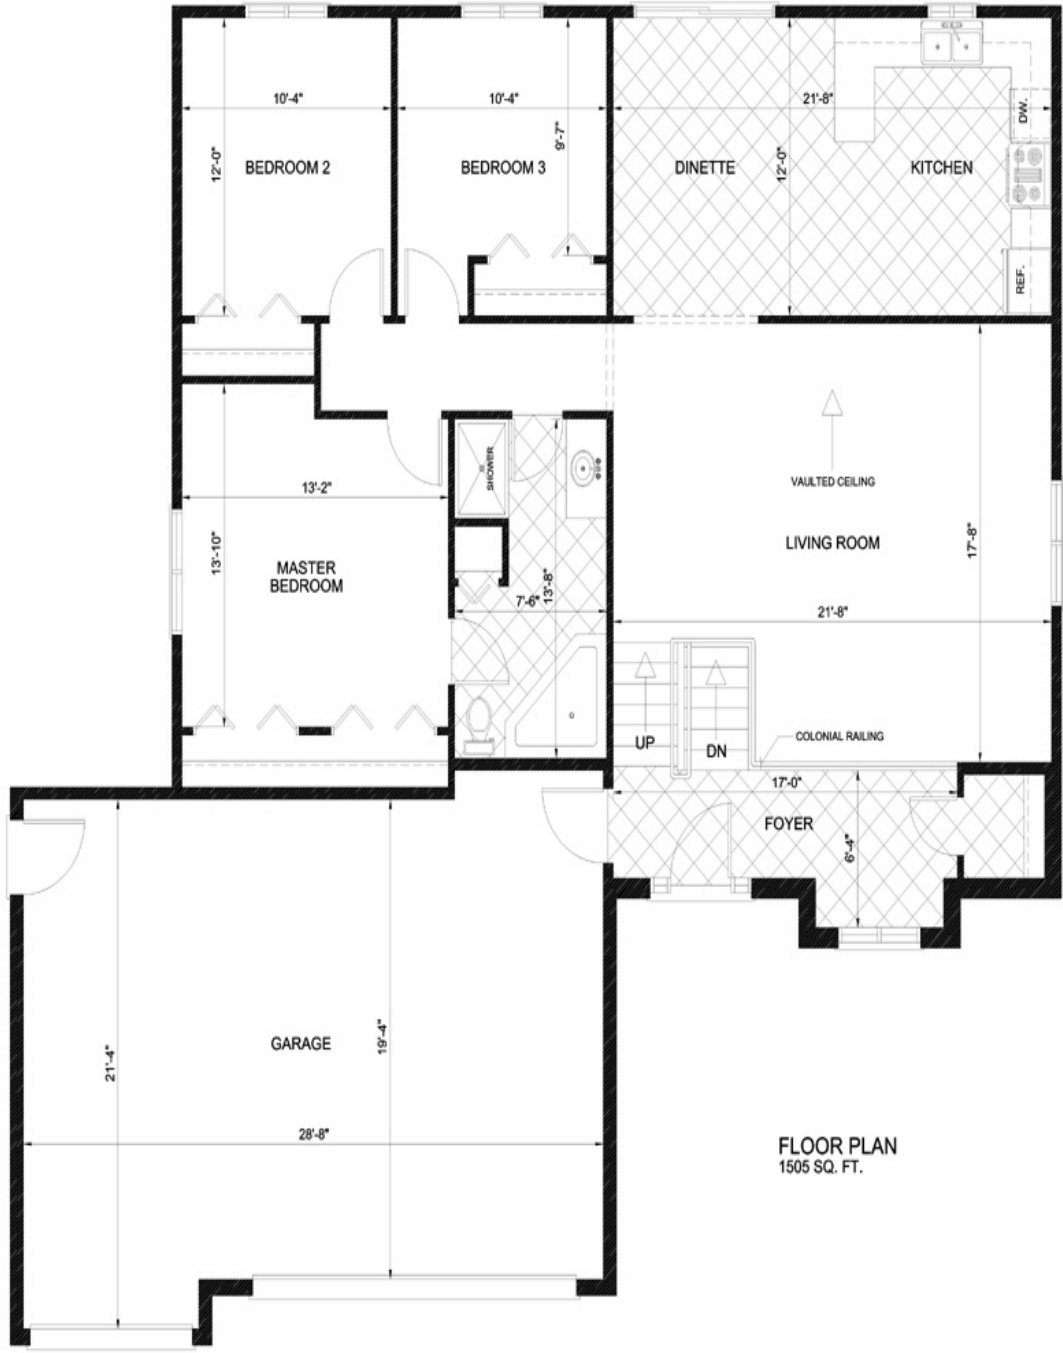 10'-4"
10'-4"
21'-8"
DW.
12'-0"
BEDROOM 2
9'-7"
BEDROOM 3
DINETTE
12'-0"
KITCHEN
REF.
SHOWER
VAULTED CEILING
13'-2"
13'-10"
MASTER
BEDROOM
LIVING ROOM
17'-8"
13'-8"
7'-6"
21'-8"
UP
DN
COLONIAL RAILING
17'-0"
FOYER
6'-4"
GARAGE
21'-4"
19'-4"
28'-8"
FLOOR PLAN
1505 SQ. FT.